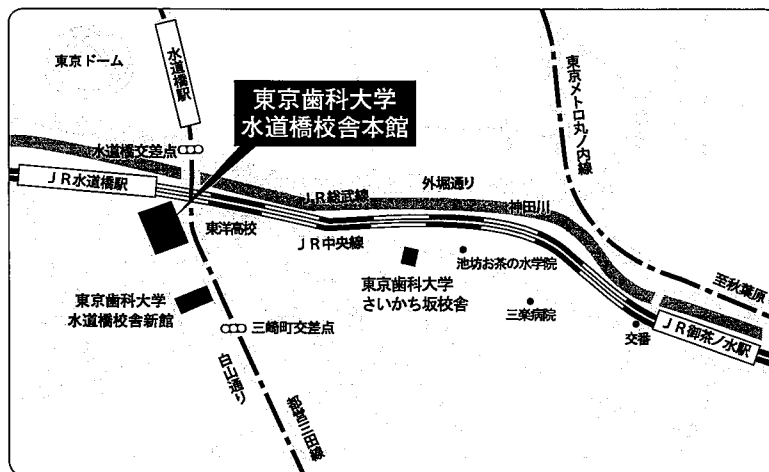 東京ドーム
水道橋駅
東京歯科大学
水道橋校舎本館
東京メトロ丸ノ内線
水道橋交差点
JR水道橋駅
JR総武線
外堀通り
神田川
東洋高校
JR中央線
池坊お茶の水学院
東京歯科大学
さいかち坂校舎
至秋葉原
東京歯科大学
水道橋校舎新館
三楽病院
三崎町交差点
交番
JR御茶ノ水駅
白山通り
都営三田線